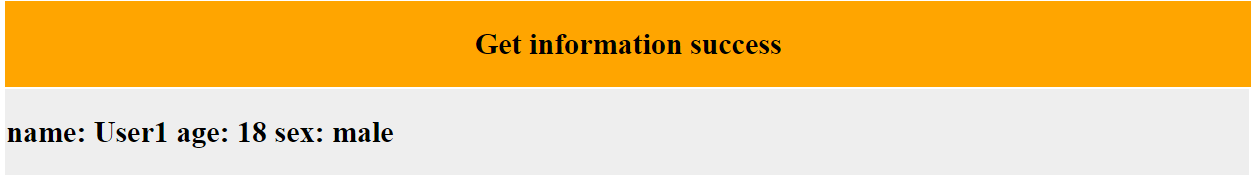 Get information success
name: User1 age: 18 sex: male